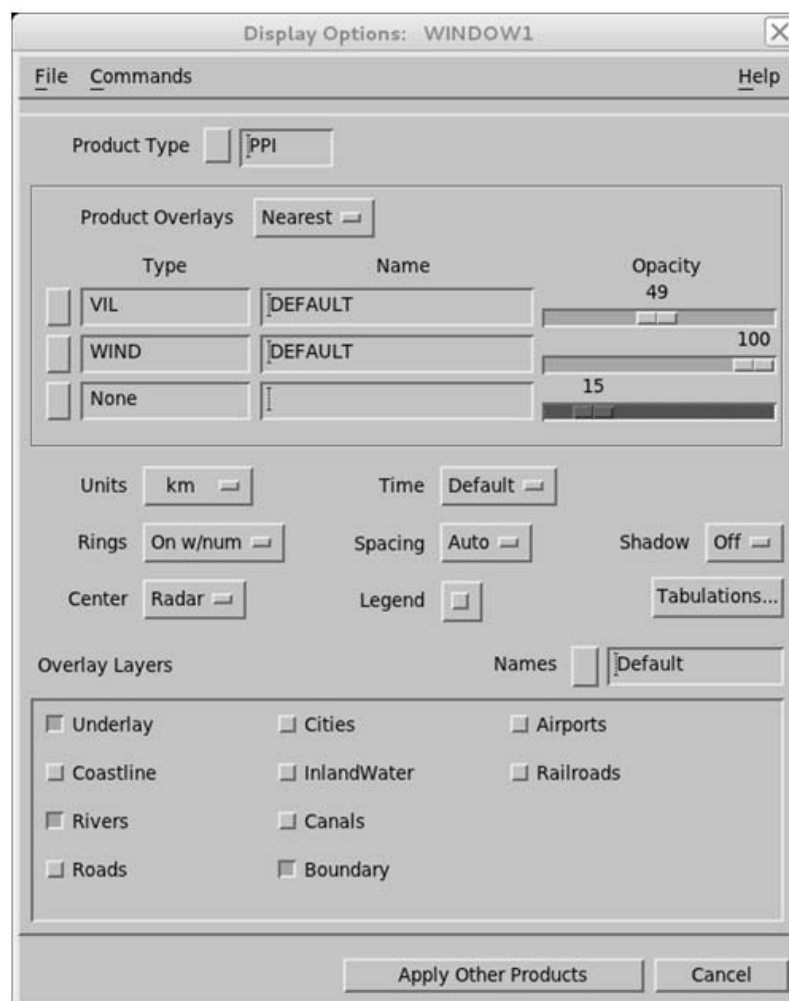 Display Options: WINDOW1
File Commands Help
Product Type PPI
Product Overlays Nearest
Type Name Opacity
49
VIL DEFAULT
100
WIND DEFAULT
15
None
Units km Time Default
Rings On w/num Spacing Auto Shadow Off
Center Radar Legend Tabulations...
Overlay Layers Names Default
Underlay Cities Airports
Coastline InlandWater Railroads
Rivers Canals
Roads Boundary
Apply Other Products Cancel